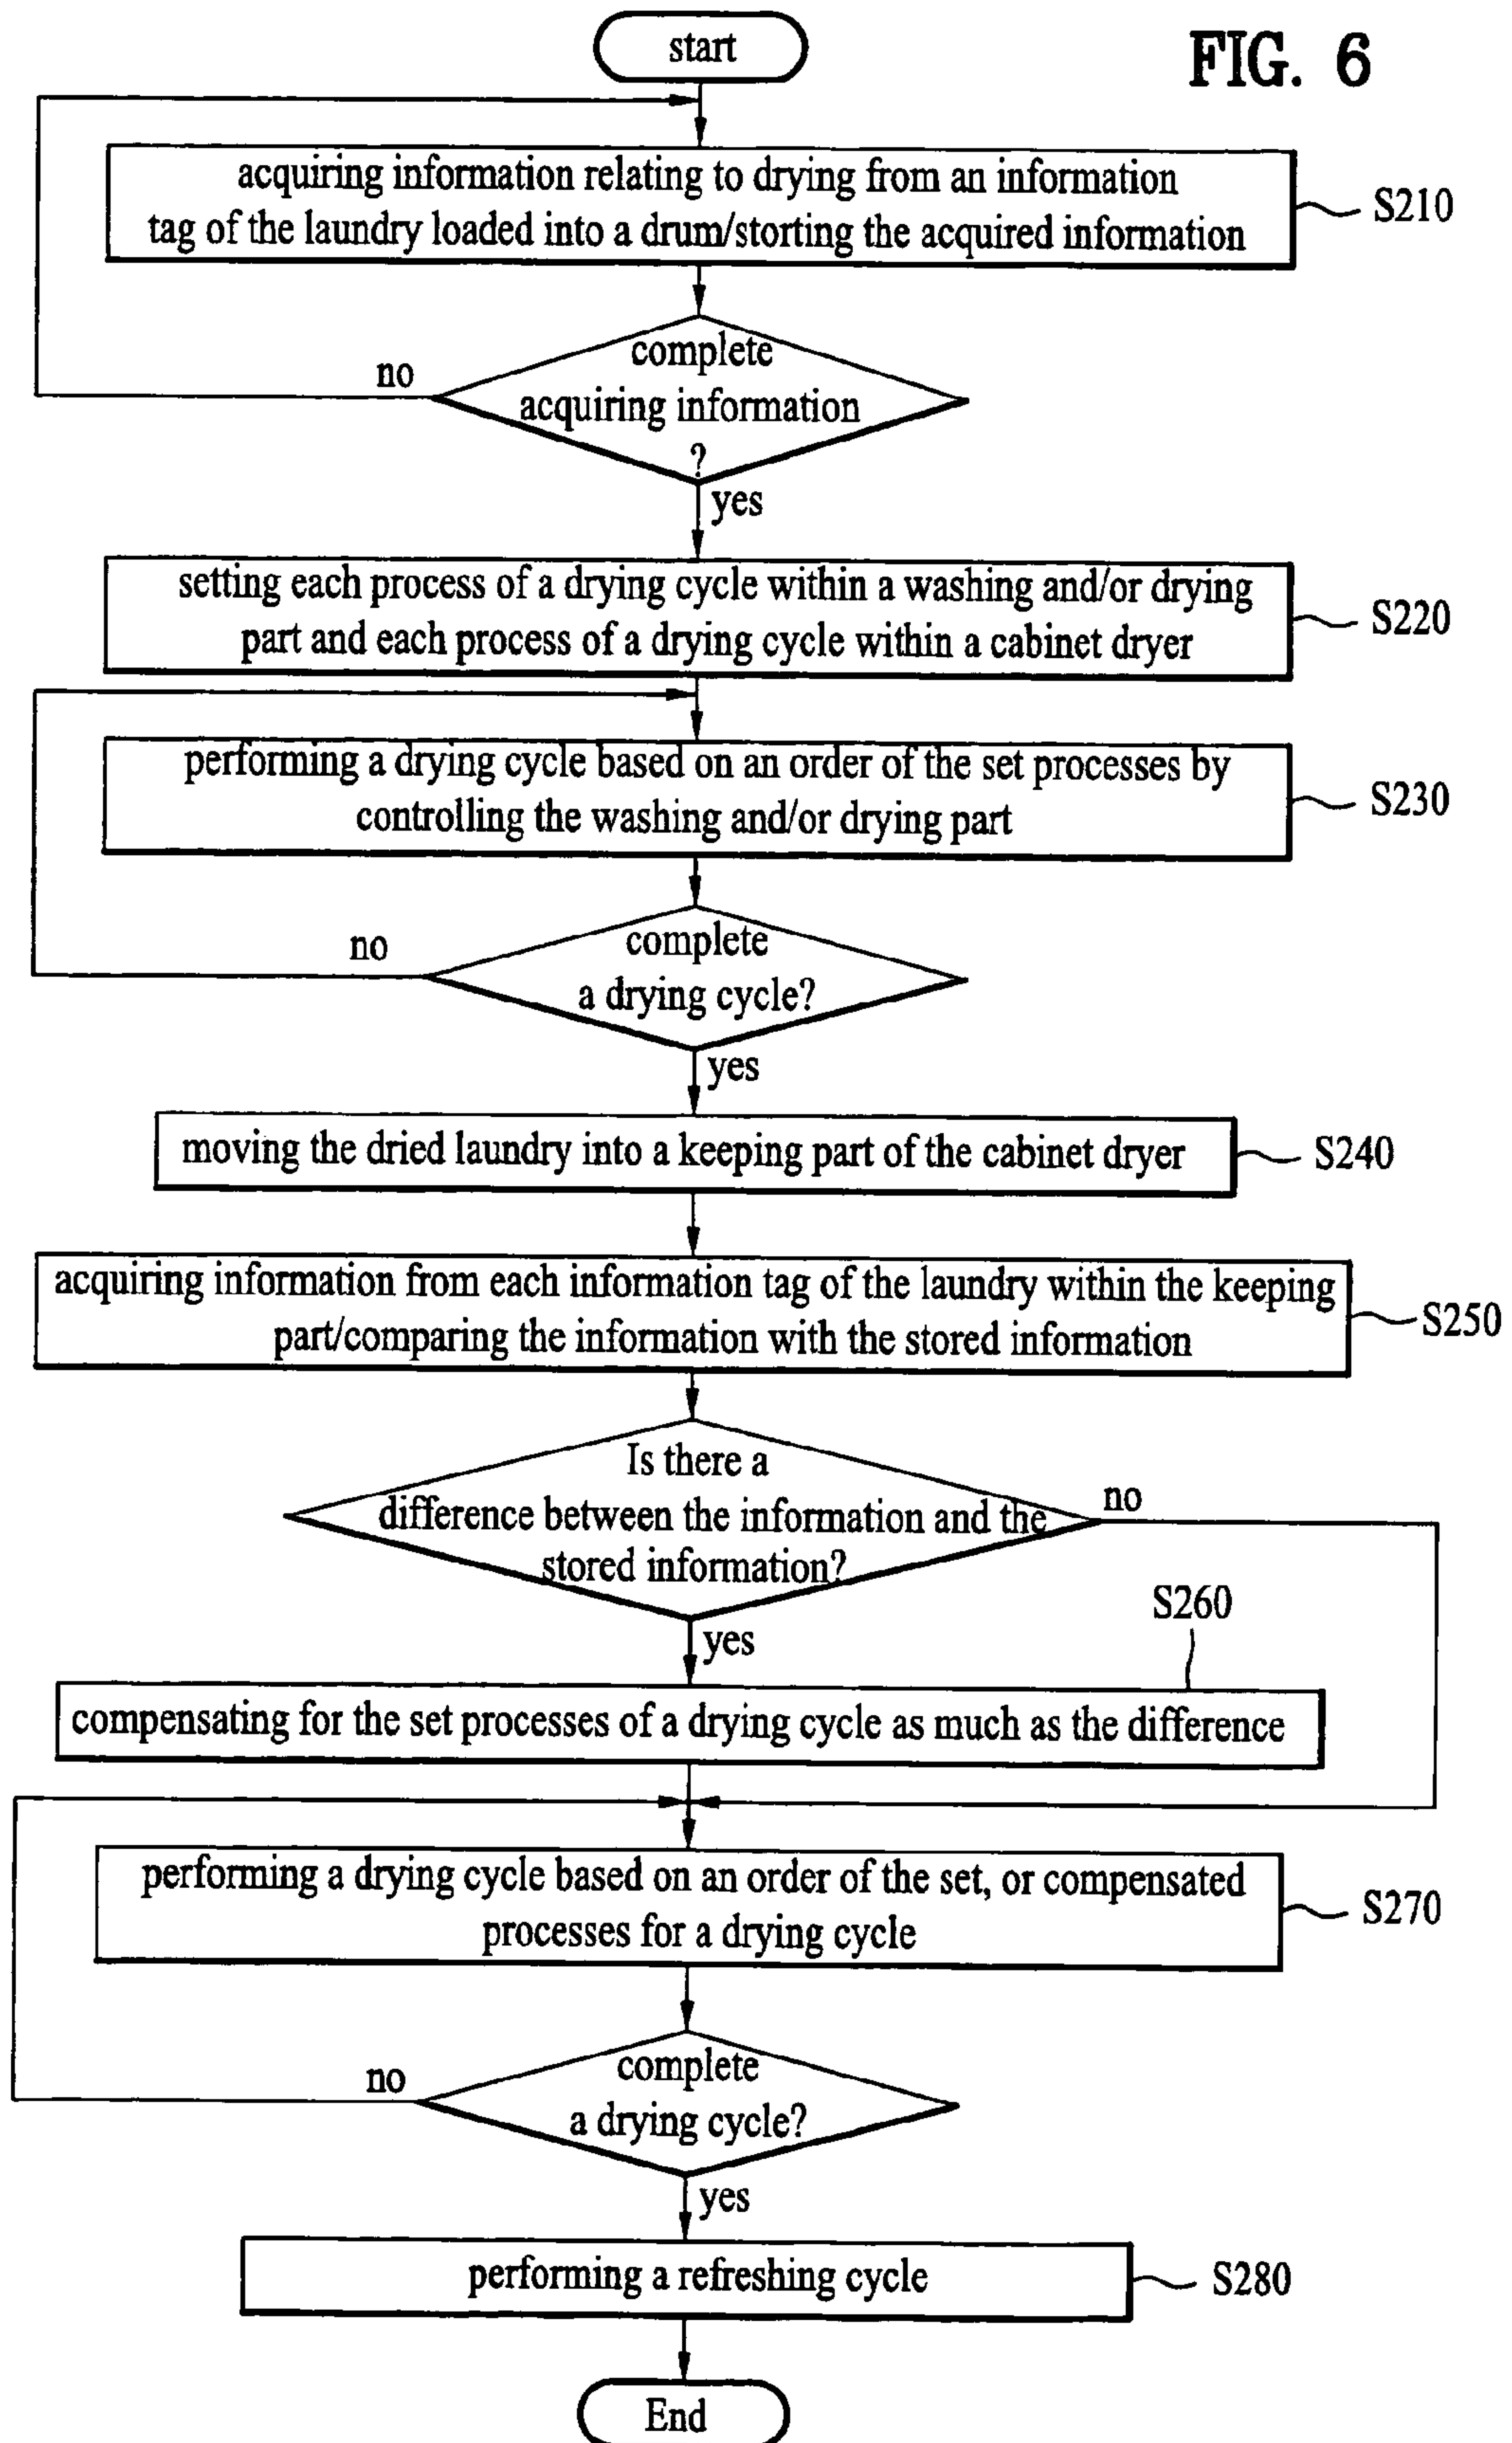 start
FIG. 6
acquiring information relating to drying from an information
tag of the laundry loaded into a drum/storting the acquired information
S210
complete
acquiring information
?
no
yes
setting each process of a drying cycle within a washing and/or drying
part and each process of a drying cycle within a cabinet dryer
S220
performing a drying cycle based on an order of the set processes by
controlling the washing and/or drying part
S230
complete
a drying cycle?
no
yes
moving the dried laundry into a keeping part of the cabinet dryer
S240
acquiring information from each information tag of the laundry within the keeping
part/comparing the information with the stored information
S250
Is there a
difference between the information and the
stored information?
no
yes
S260
compensating for the set processes of a drying cycle as much as the difference
performing a drying cycle based on an order of the set, or compensated
processes for a drying cycle
S270
complete
a drying cycle?
no
yes
performing a refreshing cycle
S280
End